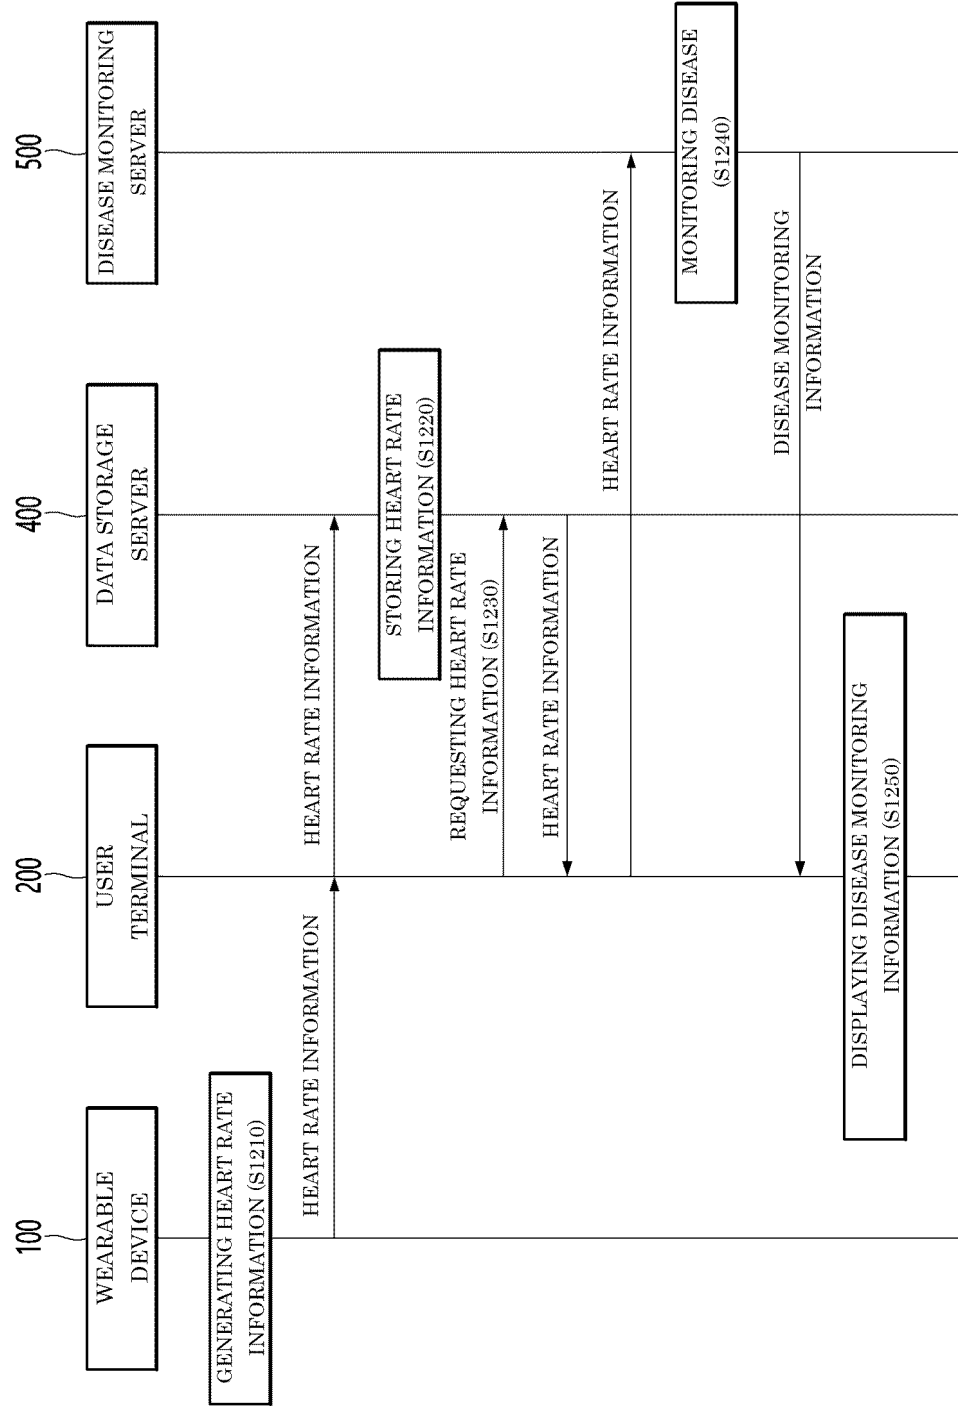 100
200
400
500
WEARABLE
DEVICE
USER
TERMINAL
DATA STORAGE
SERVER
DISEASE MONITORING
SERVER
GENERATING HEART RATE
INFORMATION (S1210)
HEART RATE INFORMATION
HEART RATE INFORMATION
STORING HEART RATE
INFORMATION (S1220)
REQUESTING HEART RATE
INFORMATION (S1230)
HEART RATE INFORMATION
HEART RATE INFORMATION
MONITORING DISEASE
(S1240)
DISEASE MONITORING
INFORMATION
DISPLAYING DISEASE MONITORING
INFORMATION (S1250)